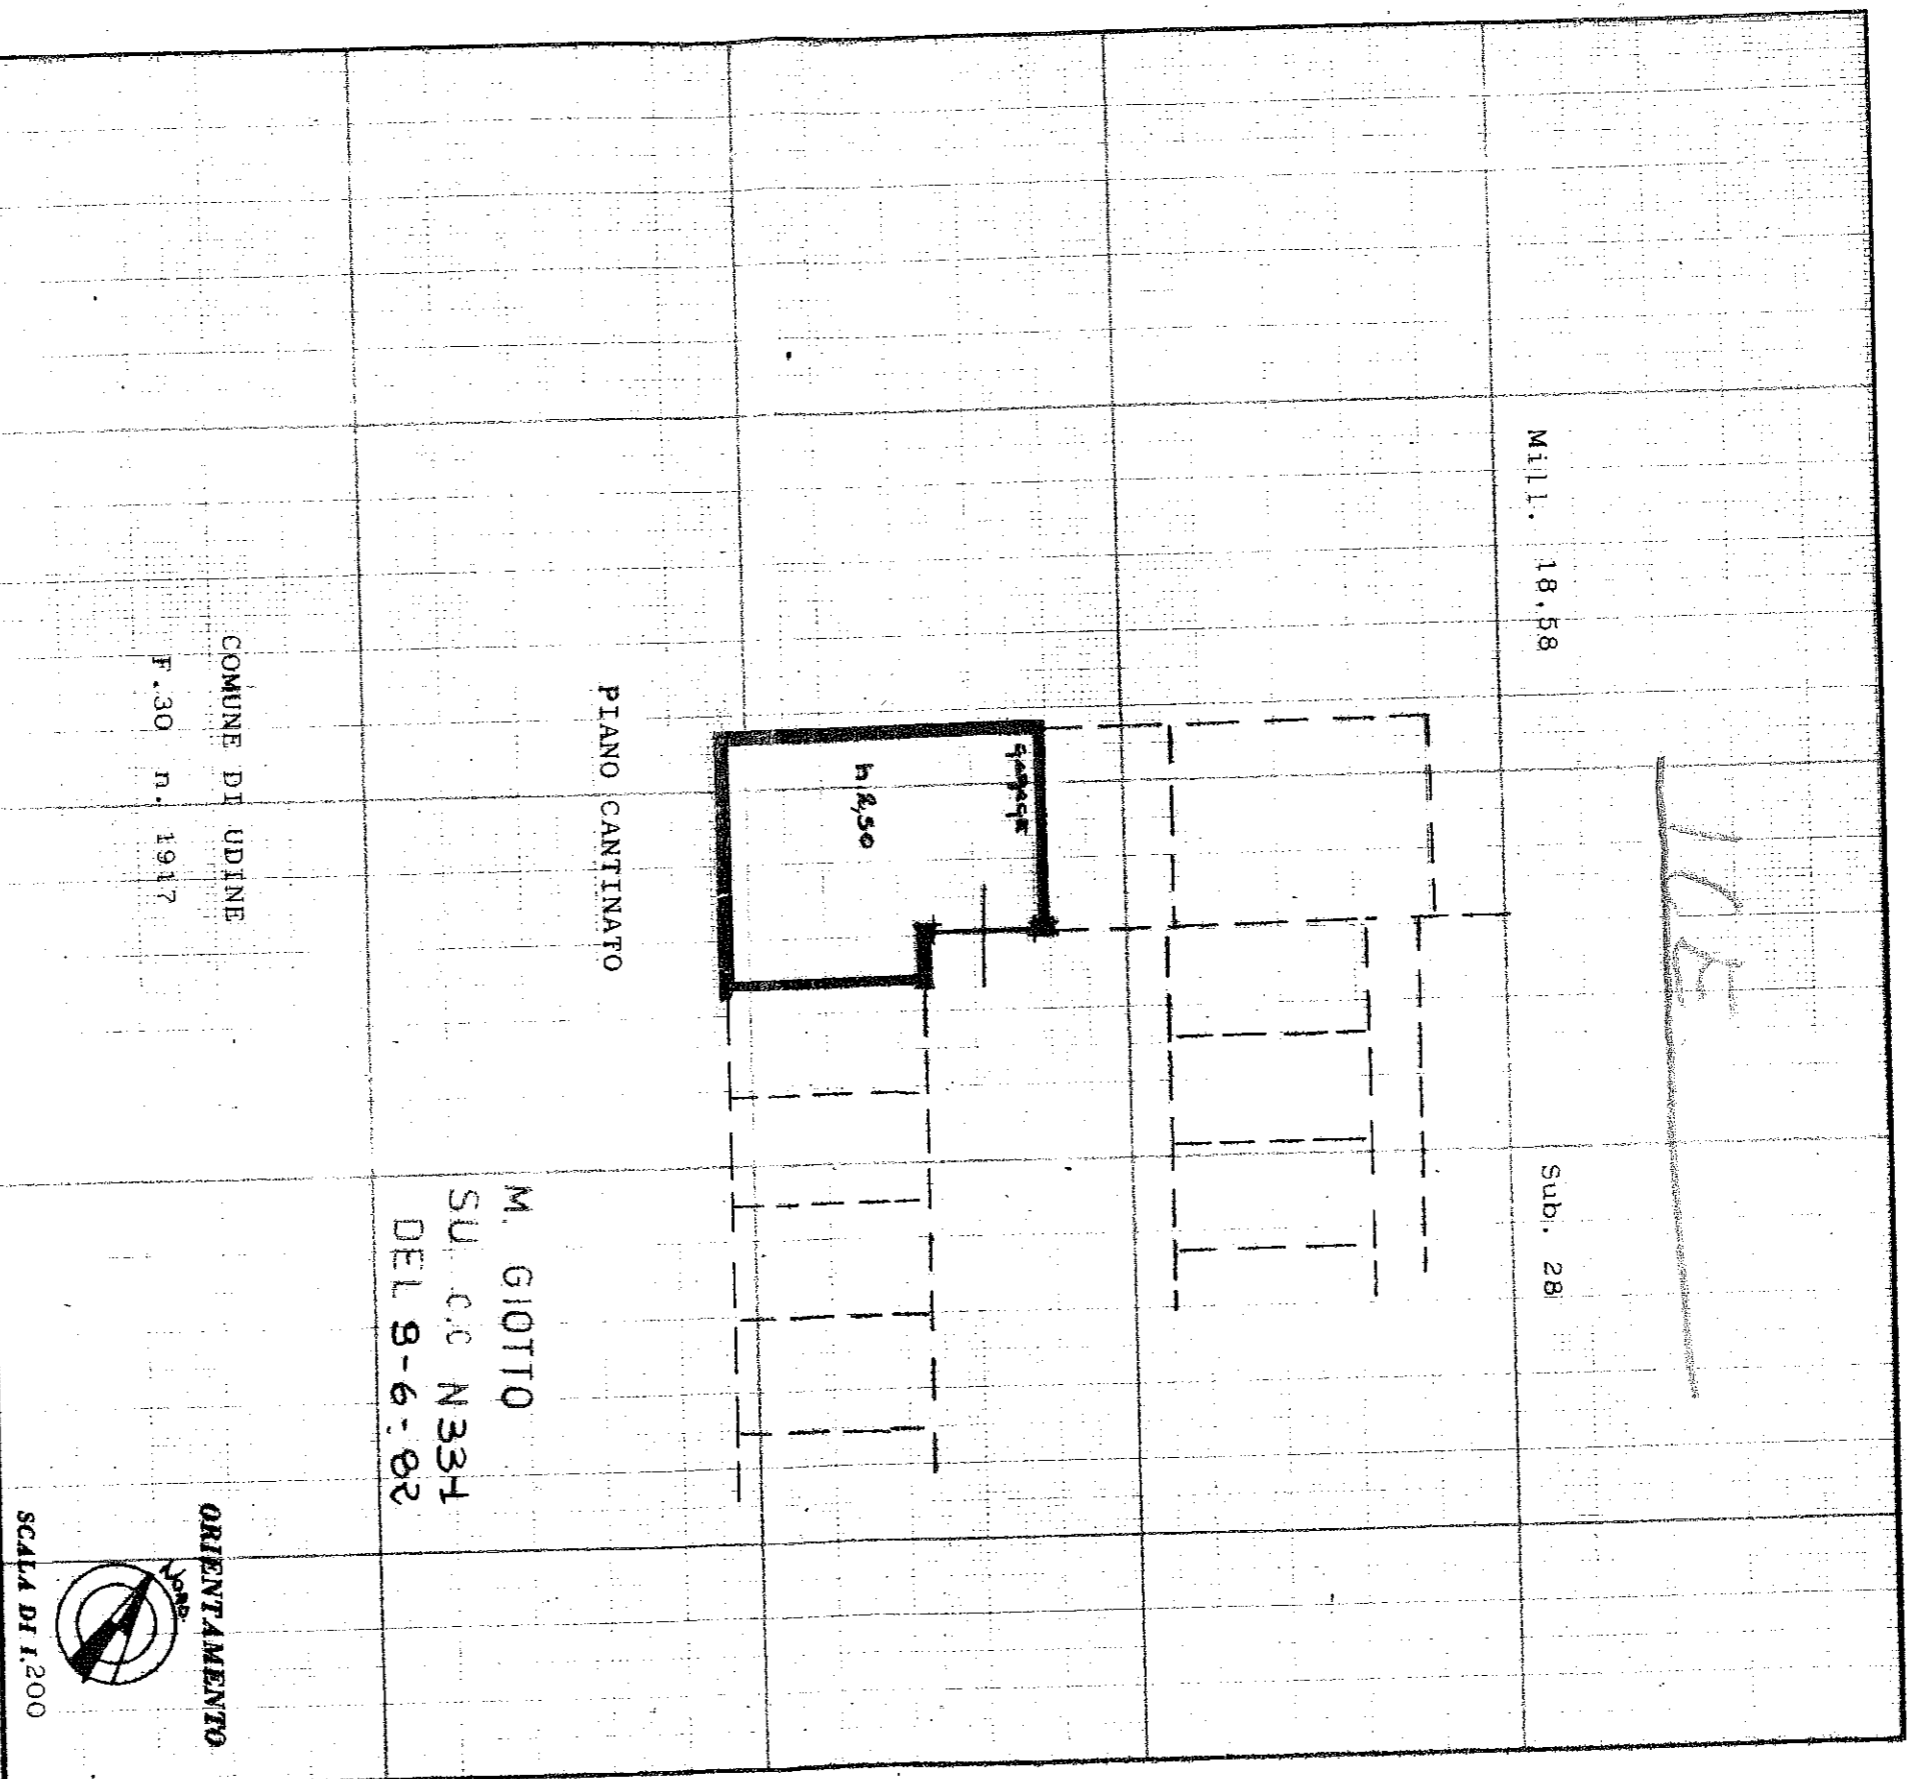 Mill. 18,58
Sub. 28
garage
h 2,50
PIANO CANTINATO
M. GIOTTO
SU C.C N334
DEL 9-6-82
COMUNE DI UDINE
F.30 n. 1917
ORIENTAMENTO
NORD.
SCALA DI 1:200